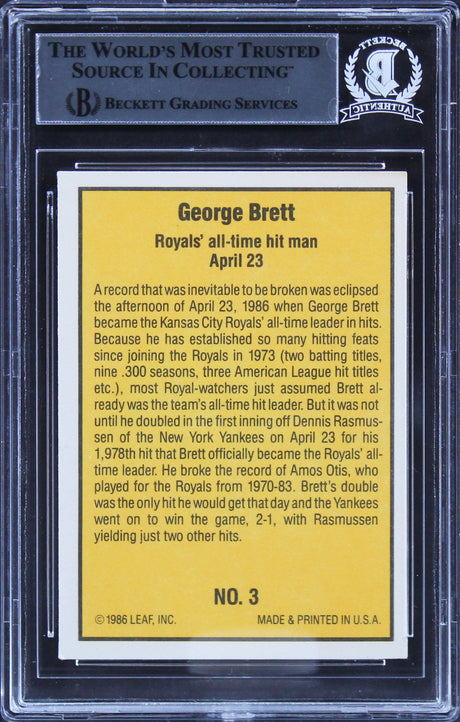 THE WORLD'S MOST TRUSTED
SOURCE IN COLLECTING™
B BECKETT GRADING SERVICES
BECKETT
B
AUTHENTIC
George Brett
Royals' all-time hit man
April 23
A record that was inevitable to be broken was eclipsed
the afternoon of April 23, 1986 when George Brett
became the Kansas City Royals' all-time leader in hits.
Because he has established so many hitting feats
since joining the Royals in 1973 (two batting titles,
nine .300 seasons, three American League hit titles
etc.), most Royal-watchers just assumed Brett al-
ready was the team's all-time hit leader. But it was not
until he doubled in the first inning off Dennis Rasmus-
sen of the New York Yankees on April 23 for his
1,978th hit that Brett officially became the Royals' all-
time leader. He broke the record of Amos Otis, who
played for the Royals from 1970-83. Brett's double
was the only hit he would get that day and the Yankees
went on to win the game, 2-1, with Rasmussen
yielding just two other hits.
NO. 3
©1986 LEAF, INC. MADE & PRINTED IN U.S.A.